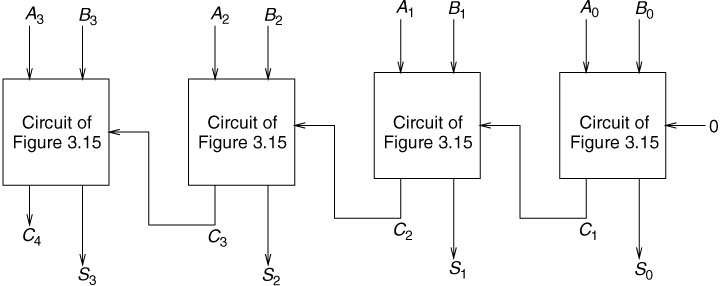 A3 B3 A2 B2 A1 B1 A0 B0
Circuit of Figure 3.15
Circuit of Figure 3.15
Circuit of Figure 3.15
Circuit of Figure 3.15
0
C4 C3 C2 C1
S3 S2 S1 S0